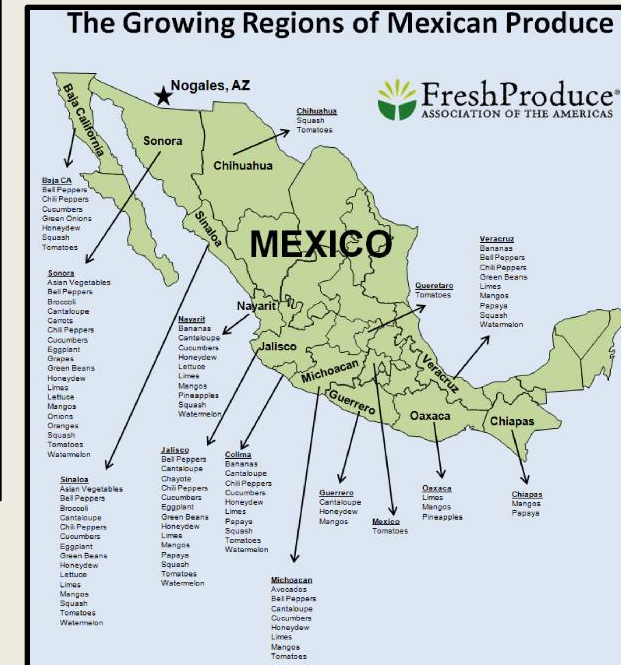 The Growing Regions of Mexican Produce
Nogales, AZ
FreshProduce®
ASSOCIATION OF THE AMERICAS
Baja California
Sonora
Chihuahua
Sinaloa
MEXICO
Nayarit
Jalisco
Michoacan
Guerrero
Veracruz
Oaxaca
Chiapas
Chihuahua
Squash
Tomatoes
Baja CA
Bell Peppers
Chili Peppers
Cucumbers
Green Onions
Honeydew
Squash
Tomatoes
Sonora
Asian Vegetables
Bell Peppers
Broccoli
Cantaloupe
Carrots
Chili Peppers
Cucumbers
Eggplant
Grapes
Green Beans
Honeydew
Limes
Lettuce
Mangos
Onions
Oranges
Squash
Tomatoes
Watermelon
Nayarit
Bananas
Cantaloupe
Cucumbers
Honeydew
Lettuce
Limes
Mangos
Pineapples
Squash
Watermelon
Queretaro
Tomatoes
Veracruz
Bananas
Bell Peppers
Chili Peppers
Green Beans
Limes
Mangos
Papaya
Squash
Watermelon
Sinaloa
Asian Vegetables
Bell Peppers
Broccoli
Cantaloupe
Chili Peppers
Cucumbers
Eggplant
Green Beans
Honeydew
Lettuce
Limes
Mangos
Squash
Tomatoes
Watermelon
Jalisco
Bell Peppers
Cantaloupe
Chayote
Chili Peppers
Cucumbers
Eggplant
Green Beans
Honeydew
Limes
Mangos
Papaya
Squash
Tomatoes
Watermelon
Colima
Bananas
Cantaloupe
Chili Peppers
Cucumbers
Honeydew
Limes
Papaya
Squash
Tomatoes
Watermelon
Michoacan
Avocados
Bell Peppers
Cantaloupe
Cucumbers
Honeydew
Limes
Mangos
Tomatoes
Guerrero
Cantaloupe
Honeydew
Mangos
Mexico
Tomatoes
Oaxaca
Limes
Mangos
Pineapples
Chiapas
Mangos
Papaya